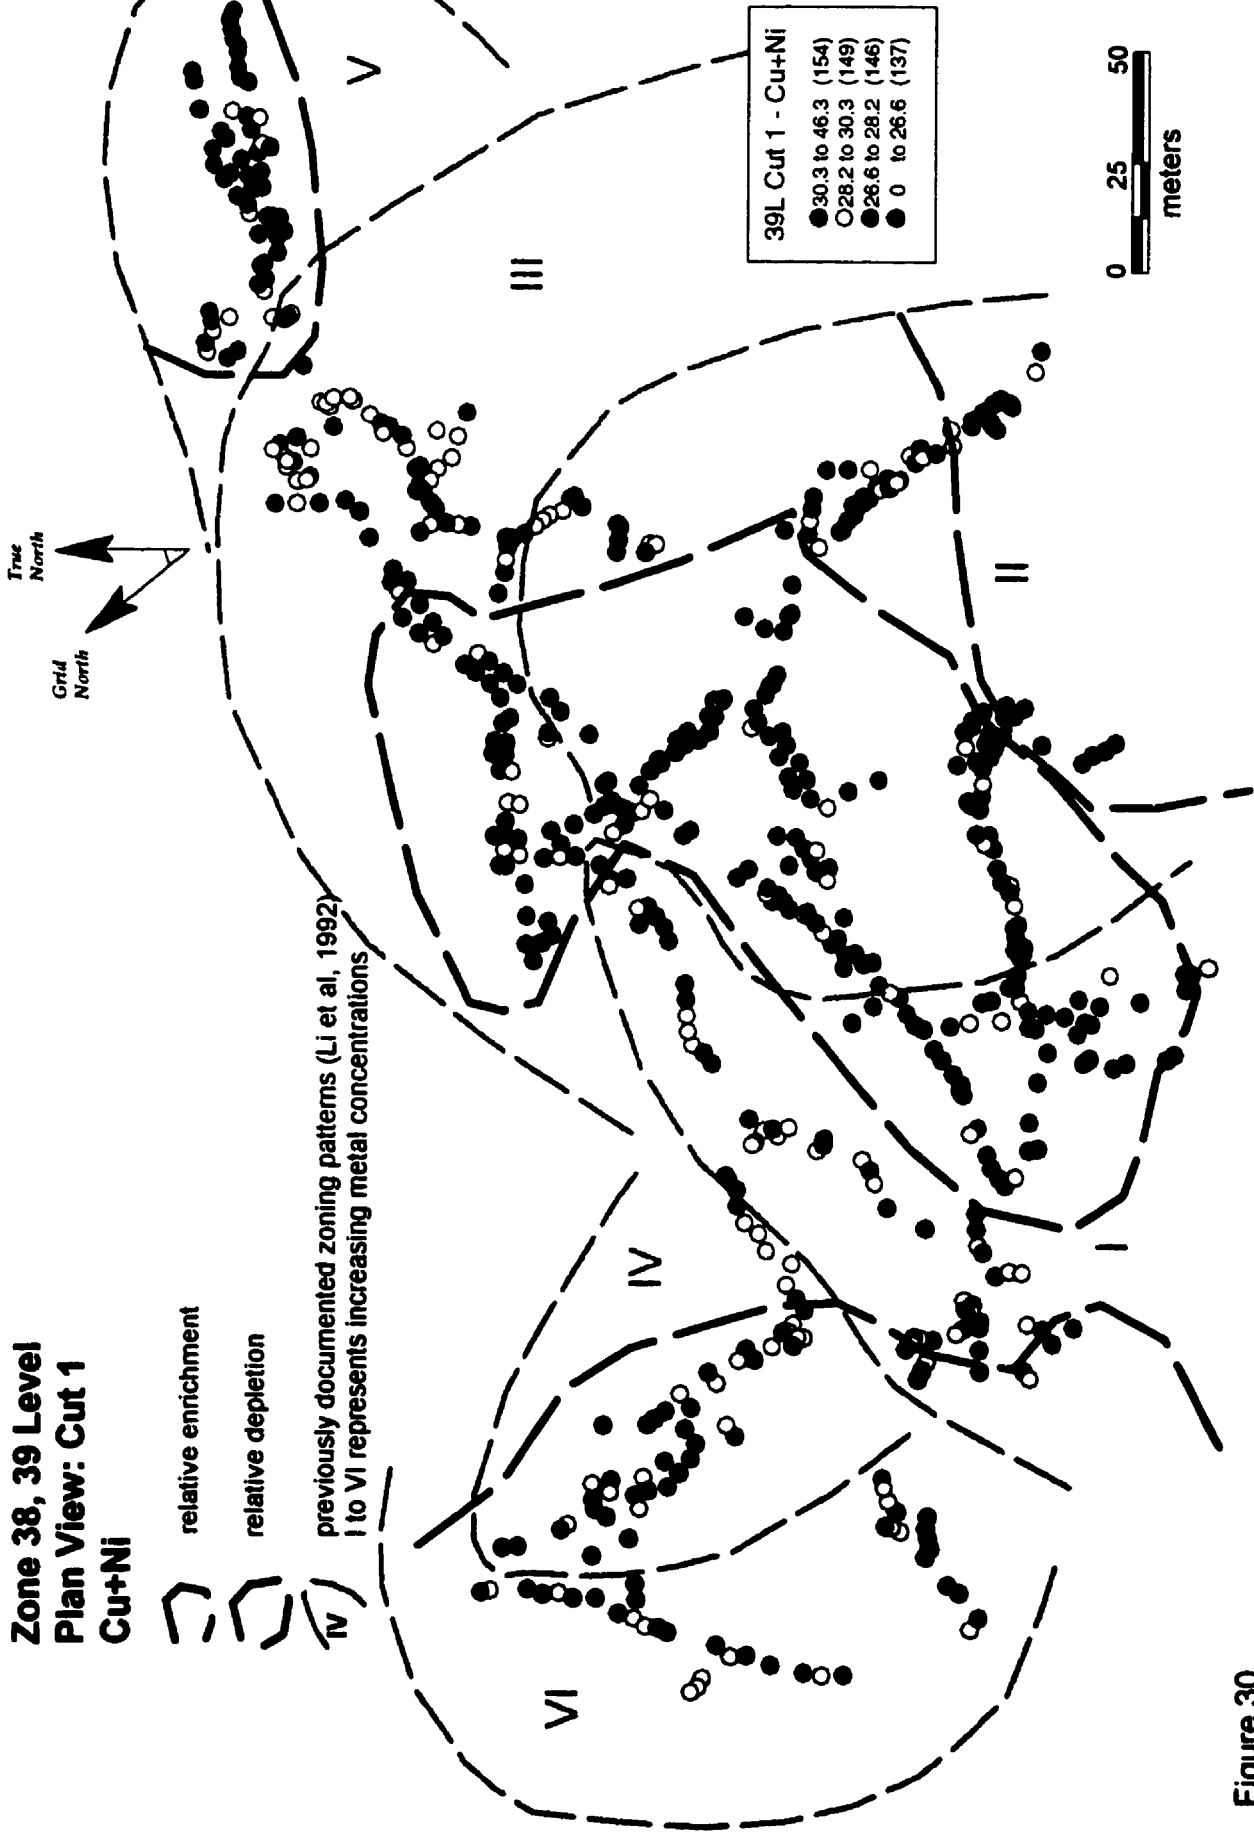 Zone 38, 39 Level
Plan View: Cut 1
Cu+Ni
relative enrichment
relative depletion
IV
previously documented zoning patterns (Li et al, 1992)
I to VI represents increasing metal concentrations
Grid
North
True
North
V
III
IV
VI
II
I
39L Cut 1 - Cu+Ni
30.3 to 46.3 (154)
28.2 to 30.3 (149)
26.6 to 28.2 (146)
0 to 26.6 (137)
0 25 50
meters
Figure 30